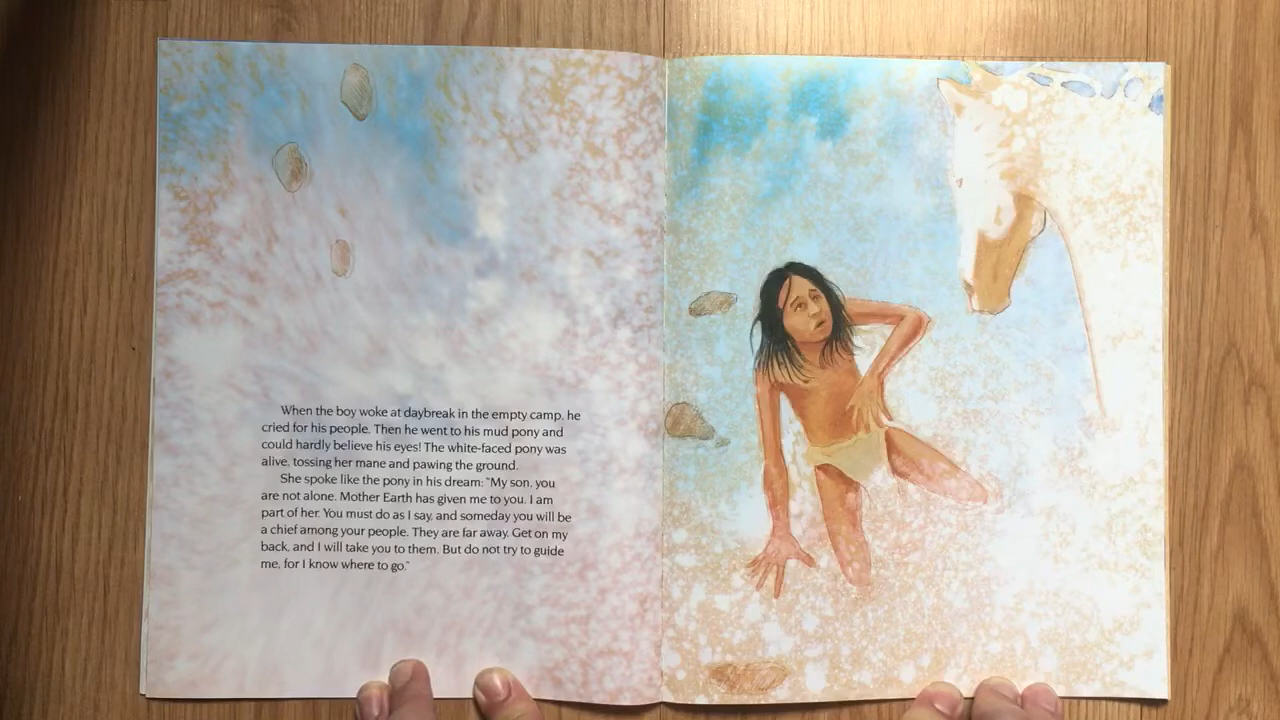 When the boy woke at daybreak in the empty camp, he
cried for his people. Then he went to his mud pony and
could hardly believe his eyes! The white-faced pony was
alive, tossing her mane and pawing the ground.
She spoke like the pony in his dream: "My son, you
are not alone. Mother Earth has given me to you. I am
part of her. You must do as I say, and someday you will be
a chief among your people. They are far away. Get on my
back, and I will take you to them. But do not try to guide
me, for I know where to go."